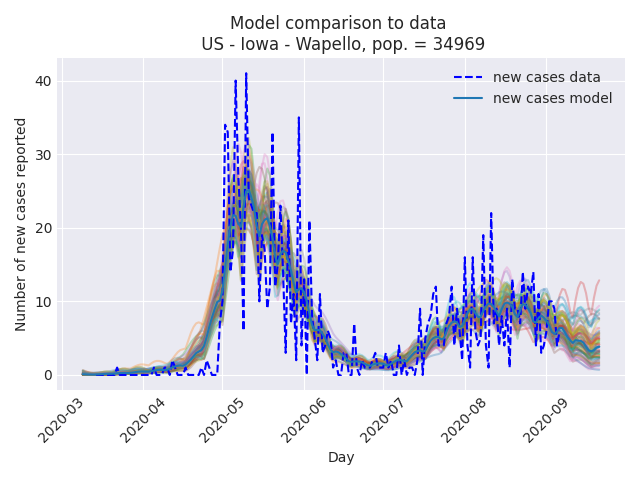 Model comparison to data
US - Iowa - Wapello, pop. = 34969
new cases data
new cases model
Number of new cases reported
40
30
20
10
0
2020-03
2020-04
2020-05
2020-06
2020-07
2020-08
2020-09
Day